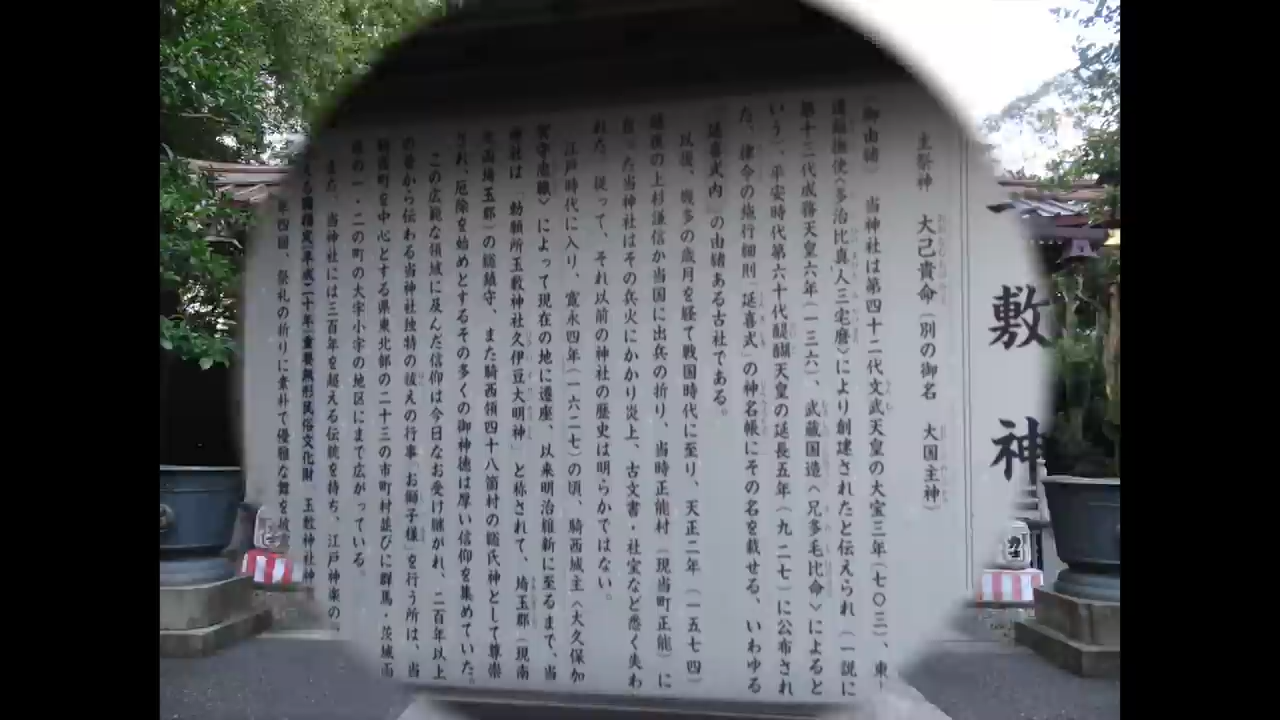 敷神
主祭神 大己貴命（別の御名 大国主神）
御由緒 当神社は第四十二代文武天皇の大宝三年（七〇三）、東
道鎮撫使〈多治比真人三宅麿〉により創建されたと伝えられ（一説に
第十三代成務天皇六年（一三六）、武蔵国造〈兄多毛比命〉によると
いう）、平安時代第六十代醍醐天皇の延長五年（九二七）に公布され
た、律令の施行細則『延喜式』の神名帳にその名を載せる、いわゆる
『延喜式内』の由緒ある古社である。
以後、幾多の歳月を経て戦国時代に至り、天正二年（一五七四）
越後の上杉謙信が当国に出兵の折り、当時正能村（現当町正能）に
在った当神社はその兵火にかかり炎上、古文書・社宝など悉く失わ
れた。従って、それ以前の神社の歴史は明らかではない。
江戸時代に入り、寛永四年（一六二七）の頃、騎西城主〈大久保加
賀守忠職〉によって現在の地に遷座、以来明治維新に至るまで、当
神社は「勅願所玉敷神社久伊豆大明神」と称されて、埼玉郡（現南
北両埼玉郡）の総鎮守、また騎西領四十八箇村の総氏神として尊崇
され、厄除を始めとするその多くの御神徳は厚い信仰を集めていた。
この広範な領域に及んだ信仰は今日なお受け継がれ、二百年以上
の昔から伝わる当神社独特の祓えの行事「お獅子様」を行う所は、当
騎西町を中心とする県東北部の二十三の市町村並びに群馬・茨城両
県の一・二の町の大字小字の地区にまで広がっている。
また、当神社には三百年を越える伝統を持ち、江戸神楽の
る国指定（平成二十年）重要無形民俗文化財 玉敷神社神
年四回、祭礼の折りに素朴で優雅な舞を披